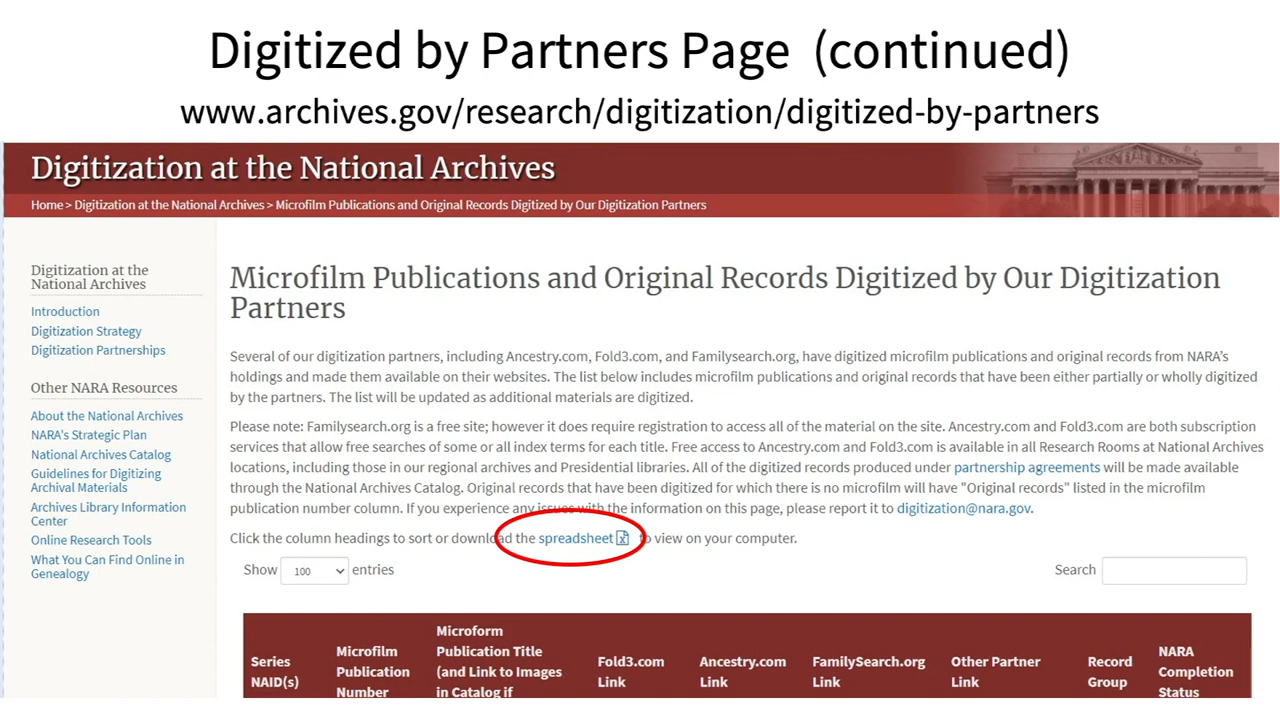 Digitized by Partners Page (continued)
www.archives.gov/research/digitization/digitized-by-partners
Digitization at the National Archives
Home > Digitization at the National Archives > Microfilm Publications and Original Records Digitized by Our Digitization Partners
Digitization at the
National Archives
Introduction
Digitization Strategy
Digitization Partnerships
Other NARA Resources
About the National Archives
NARA's Strategic Plan
National Archives Catalog
Guidelines for Digitizing
Archival Materials
Archives Library Information
Center
Online Research Tools
What You Can Find Online in
Genealogy
Microfilm Publications and Original Records Digitized by Our Digitization
Partners
Several of our digitization partners, including Ancestry.com, Fold3.com, and Familysearch.org, have digitized microfilm publications and original records from NARA's
holdings and made them available on their websites. The list below includes microfilm publications and original records that have been either partially or wholly digitized
by the partners. The list will be updated as additional materials are digitized.
Please note: Familysearch.org is a free site; however it does require registration to access all of the material on the site. Ancestry.com and Fold3.com are both subscription
services that allow free searches of some or all index terms for each title. Free access to Ancestry.com and Fold3.com is available in all Research Rooms at National Archives
locations, including those in our regional archives and Presidential libraries. All of the digitized records produced under partnership agreements will be made available
through the National Archives Catalog. Original records that have been digitized for which there is no microfilm will have "Original records" listed in the microfilm
publication number column. If you experience any issues with the information on this page, please report it to digitization@nara.gov.
Click the column headings to sort or download the spreadsheet to view on your computer.
Show 100 entries
Search
Series
NAID(s)
Microfilm
Publication
Number
Microform
Publication Title
(and Link to Images
in Catalog if
Fold3.com
Link
Ancestry.com
Link
FamilySearch.org
Link
Other Partner
Link
Record
Group
NARA
Completion
Status